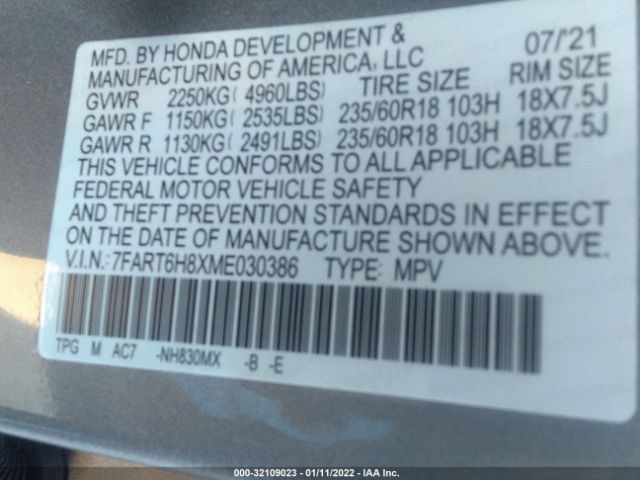 MFD. BY HONDA DEVELOPMENT & 07/'21
MANUFACTURING OF AMERICA, LLC
TIRE SIZE RIM SIZE
GVWR 2250KG( 4960LBS)
GAWR F 1150KG( 2535LBS) 235/60R18 103H 18X7.5J
GAWR R 1130KG( 2491LBS) 235/60R18 103H 18X7.5J
THIS VEHICLE CONFORMS TO ALL APPLICABLE
FEDERAL MOTOR VEHICLE SAFETY
AND THEFT PREVENTION STANDARDS IN EFFECT
ON THE DATE OF MANUFACTURE SHOWN ABOVE.
V.I.N.:7FART6H8XME030386 TYPE: MPV
TPG M AC7 -NH830MX -B -E
000-32109023 - 01/11/2022 - IAA Inc.